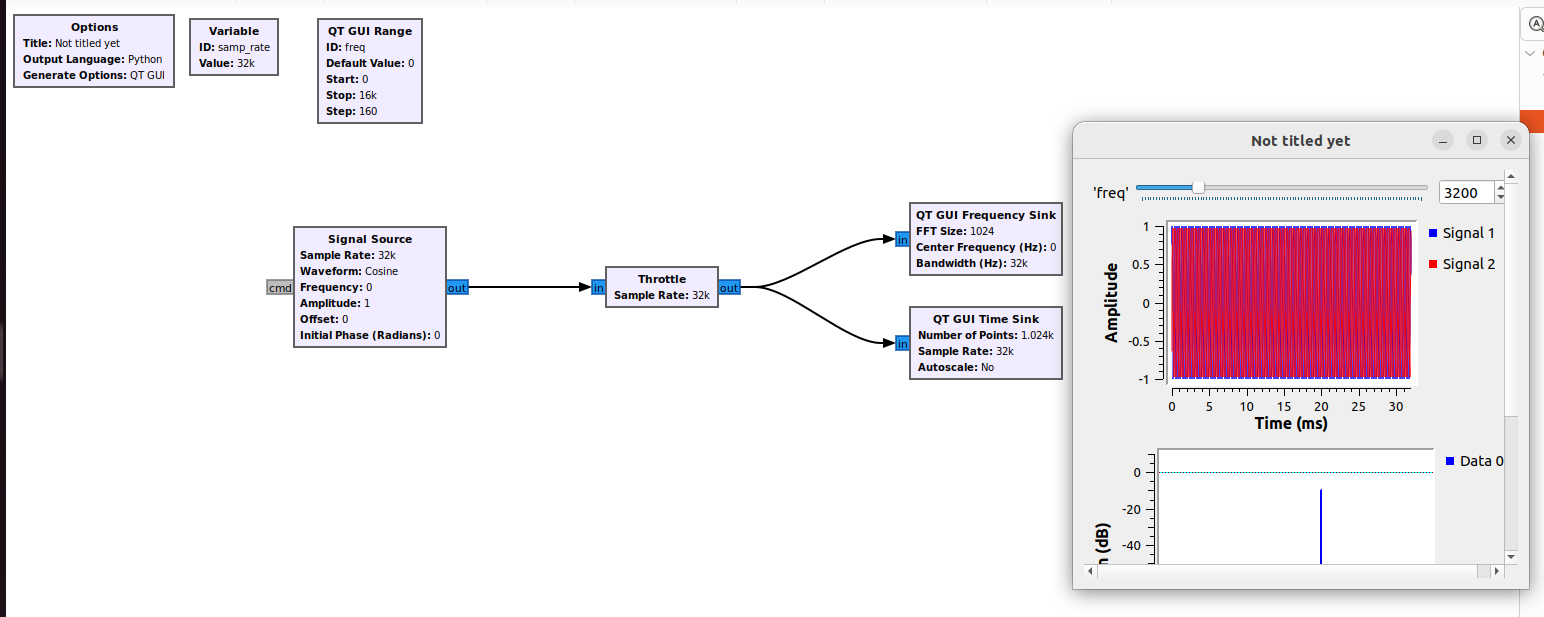 Options
Title: Not titled yet
Output Language: Python
Generate Options: QT GUI
Variable
ID: samp_rate
Value: 32k
QT GUI Range
ID: freq
Default Value: 0
Start: 0
Stop: 16k
Step: 160
Signal Source
Sample Rate: 32k
Waveform: Cosine
Frequency: 0
Amplitude: 1
Offset: 0
Initial Phase (Radians): 0
cmd
out
in
Throttle
Sample Rate: 32k
out
in
QT GUI Frequency Sink
FFT Size: 1024
Center Frequency (Hz): 0
Bandwidth (Hz): 32k
in
QT GUI Time Sink
Number of Points: 1.024k
Sample Rate: 32k
Autoscale: No
Not titled yet
'freq'
3200
Amplitude
1
0.5
0
-0.5
-1
0 5 10 15 20 25 30
Time (ms)
Signal 1
Signal 2
0
-20
-40
(dB)
Data 0